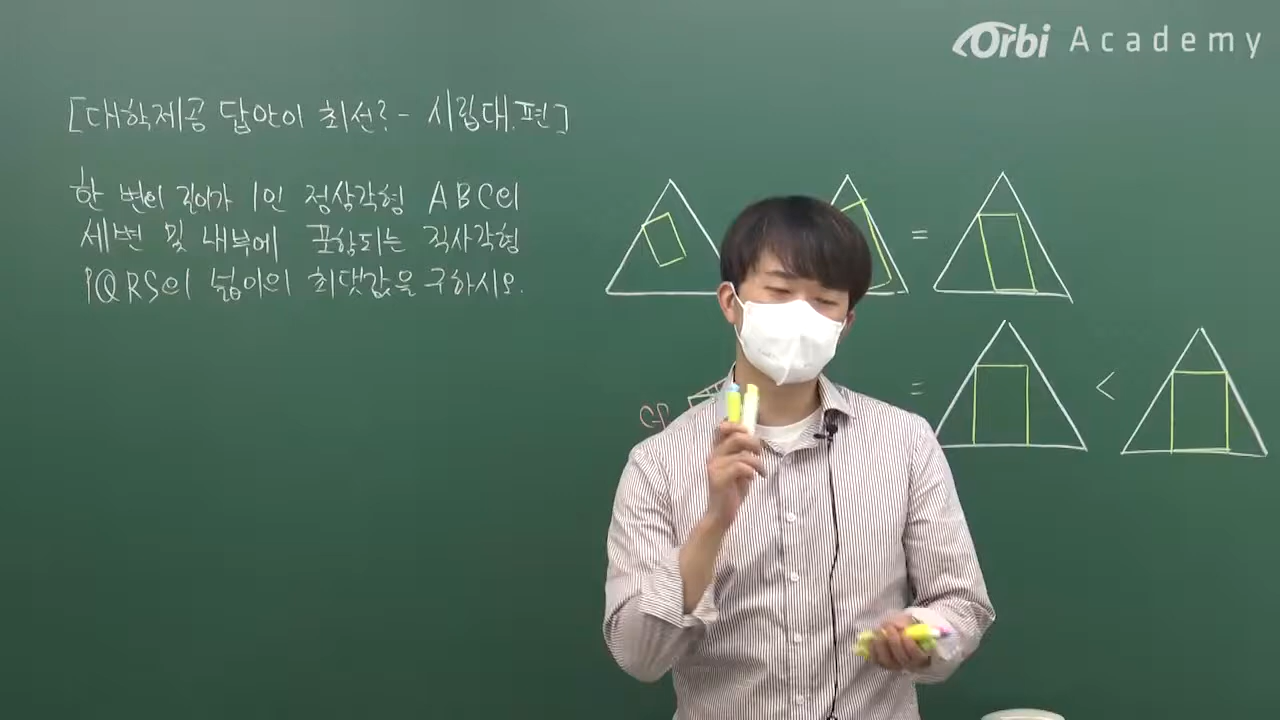 Orbi Academy
[대학제공 답안이 최선? - 시립대.편]
한 변의 길이가 1인 정삼각형 ABC의
세변 및 내부에 포함되는 직사각형
PQRS의 넓이의 최댓값을 구하시오.
=
= <